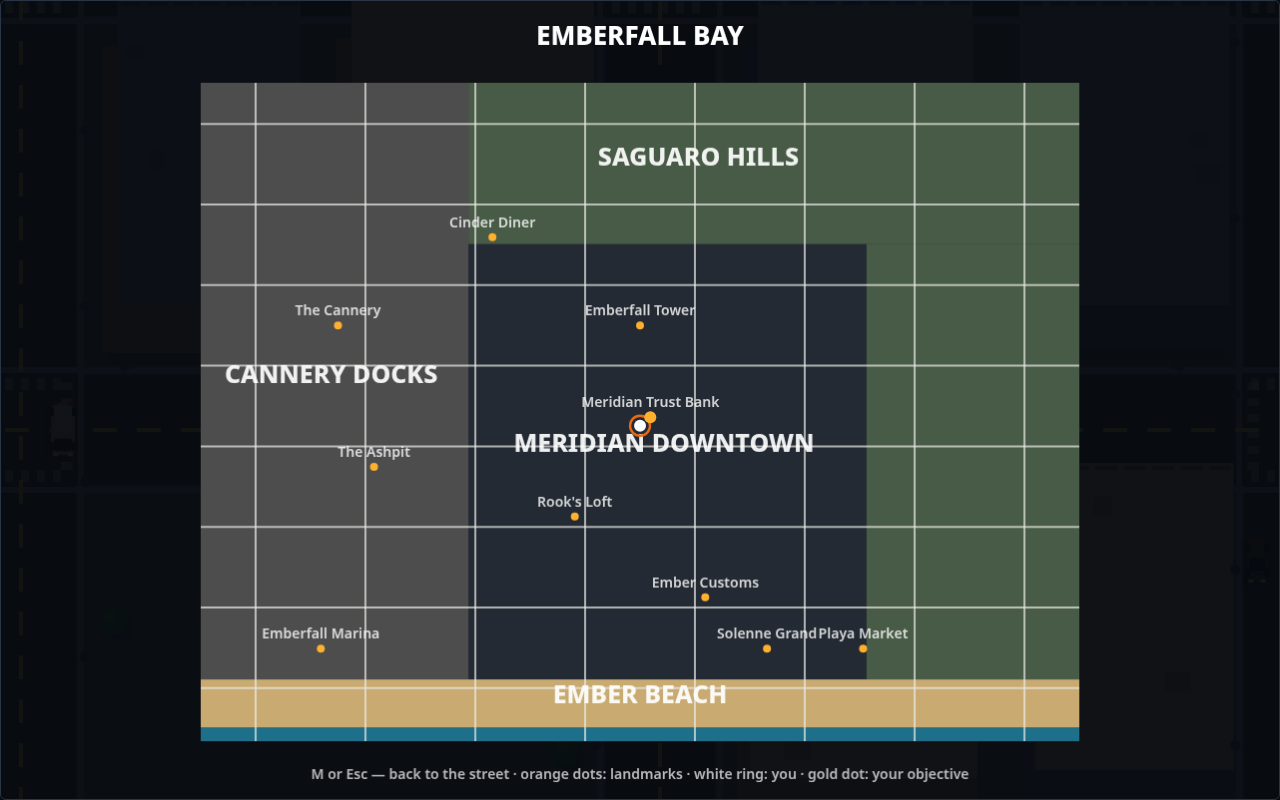 EMBERFALL BAY
SAGUARO HILLS
Cinder Diner
The Cannery
Emberfall Tower
CANNERY DOCKS
Meridian Trust Bank
MERIDIAN DOWNTOWN
The Ashpit
Rook's Loft
Ember Customs
Emberfall Marina
Solenne Grand
Playa Market
EMBER BEACH
M or Esc — back to the street · orange dots: landmarks · white ring: you · gold dot: your objective